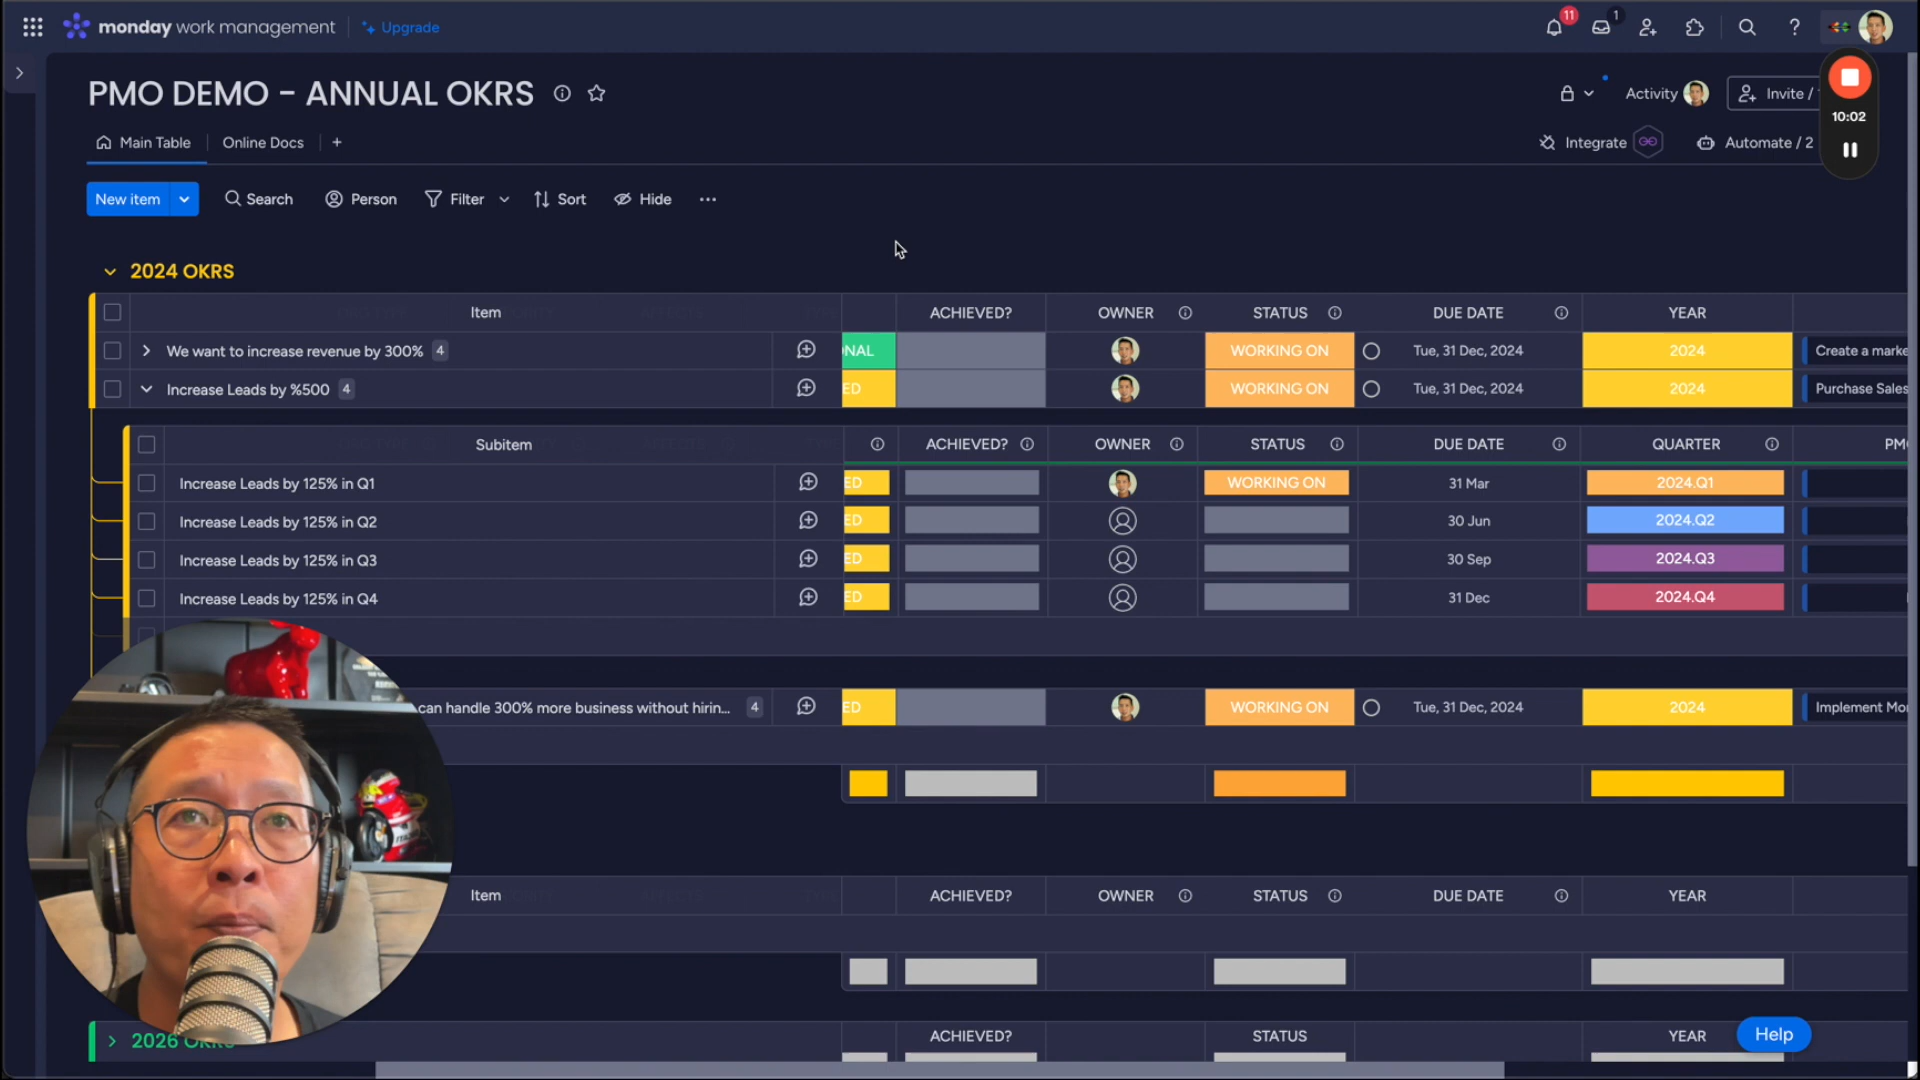 monday work management
Upgrade
11
1
PMO DEMO - ANNUAL OKRS
Activity
Invite /
10:02
Main Table
Online Docs
+
Integrate
Automate / 2
New item
Search
Person
Filter
Sort
Hide
2024 OKRS
Item
ACHIEVED?
OWNER
STATUS
DUE DATE
YEAR
We want to increase revenue by 300% 4
NAL
WORKING ON
Tue, 31 Dec, 2024
2024
Create a marke
Increase Leads by %500 4
ED
WORKING ON
Tue, 31 Dec, 2024
2024
Purchase Sales
Subitem
ACHIEVED?
OWNER
STATUS
DUE DATE
QUARTER
PM
Increase Leads by 125% in Q1
ED
WORKING ON
31 Mar
2024.Q1
Increase Leads by 125% in Q2
ED
30 Jun
2024.Q2
Increase Leads by 125% in Q3
ED
30 Sep
2024.Q3
Increase Leads by 125% in Q4
ED
31 Dec
2024.Q4
can handle 300% more business without hirin... 4
ED
WORKING ON
Tue, 31 Dec, 2024
2024
Implement Mo
Item
ACHIEVED?
OWNER
STATUS
DUE DATE
YEAR
2026 OKRS
ACHIEVED?
STATUS
YEAR
Help